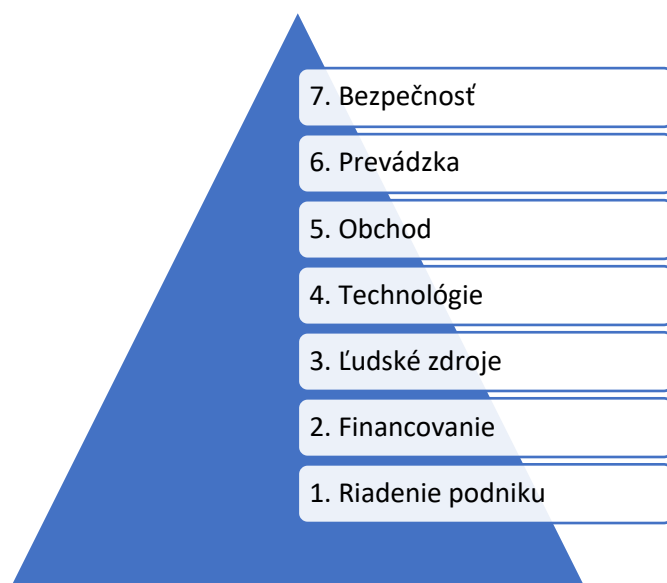 7. Bezpečnosť
6. Prevádzka
5. Obchod
4. Technológie
3. Ľudské zdroje
2. Financovanie
1. Riadenie podniku